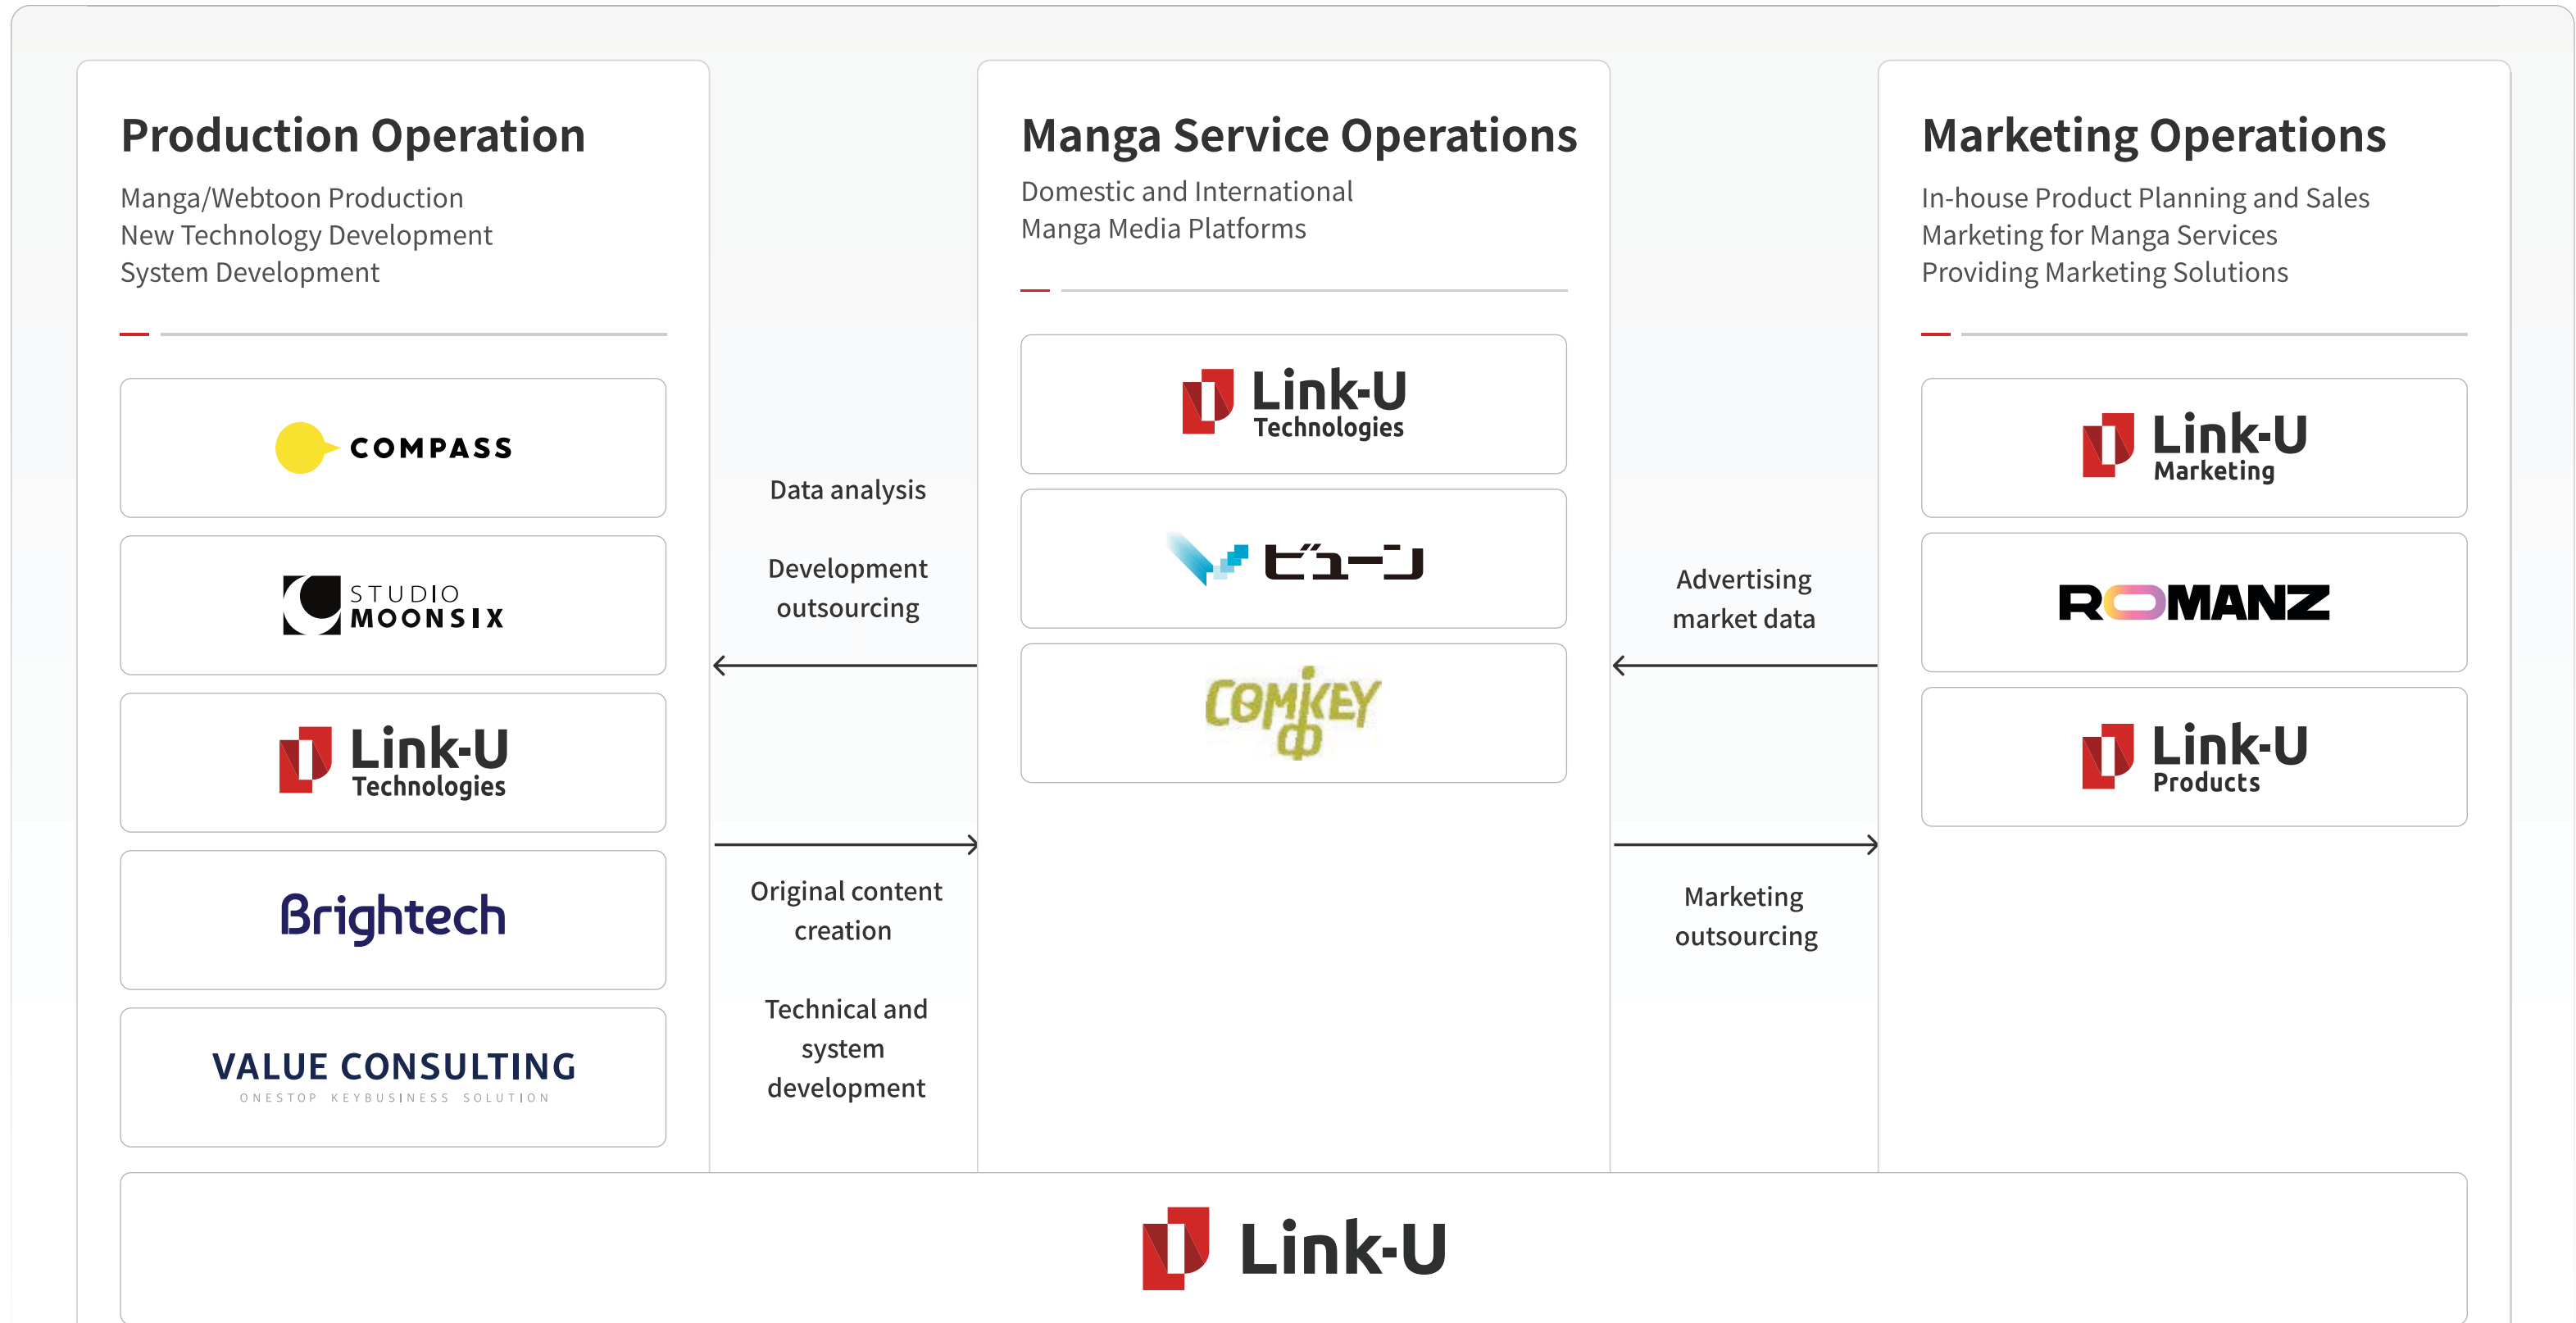 Production Operation
Manga/Webtoon Production
New Technology Development
System Development
COMPASS
STUDIO
MOONSIX
Link-U
Technologies
Brightech
VALUE CONSULTING
ONESTOP KEYBUSINESS SOLUTION
Data analysis
Development
outsourcing
Original content
creation
Technical and
system
development
Manga Service Operations
Domestic and International
Manga Media Platforms
Link-U
Technologies
ビューン
COMIKEY
Advertising
market data
Marketing
outsourcing
Marketing Operations
In-house Product Planning and Sales
Marketing for Manga Services
Providing Marketing Solutions
Link-U
Marketing
ROMANZ
Link-U
Products
Link-U